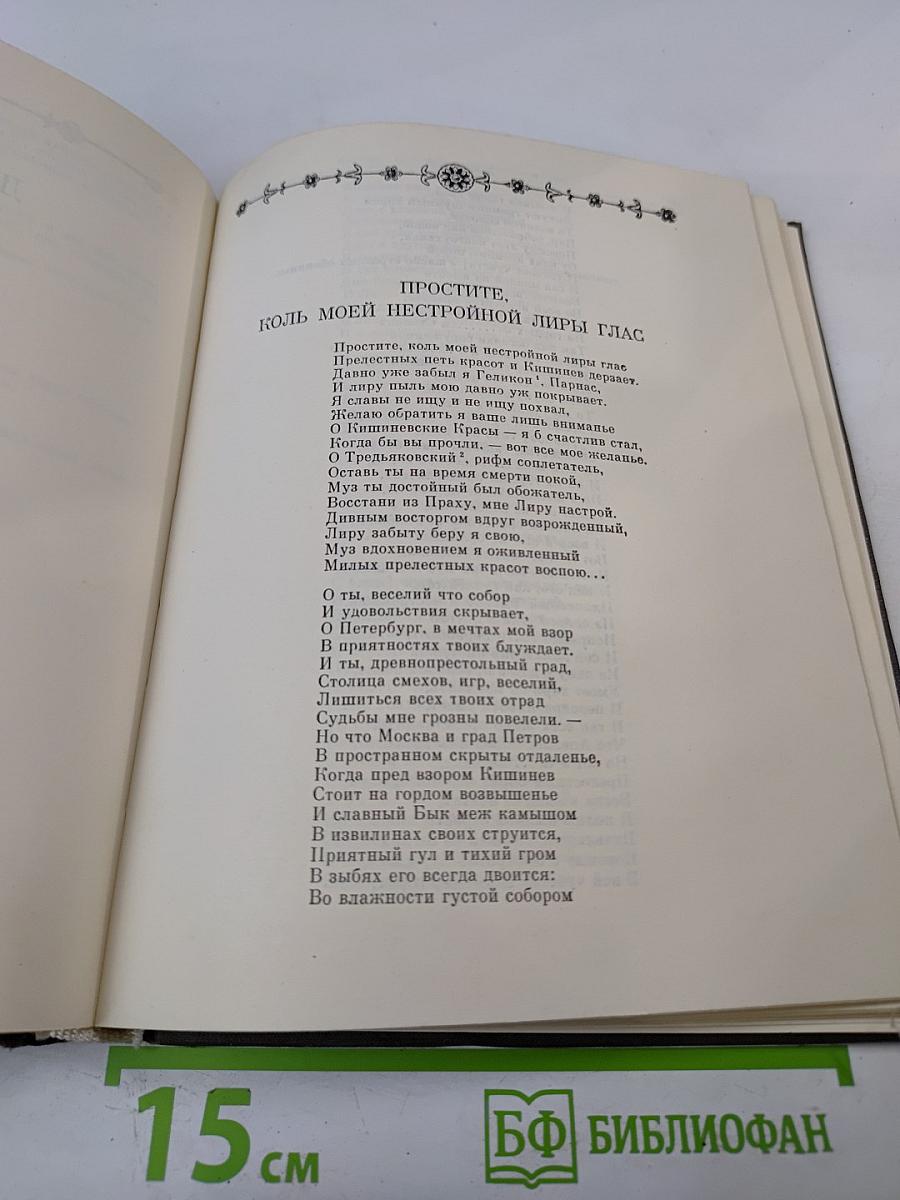 ПРОСТИТЕ,
КОЛЬ МОЕЙ НЕСТРОЙНОЙ ЛИРЫ ГЛАС
Простите, коль моей нестройной лиры глас
Прелестных петь красот и Кишинев дерзает.
Давно уже забыл я Геликон ¹, Парнас,
И лиру пыль мою давно уж покрывает.
Я славы не ищу и не ищу похвал,
Желаю обратить я ваше лишь вниманье
О Кишиневские Красы — я б счастлив стал,
Когда бы вы прочли, — вот все мое желанье.
О Тредьяковский ², рифм соплетатель,
Оставь ты на время смерти покой,
Муз ты достойный был обожатель,
Восстани из Праху, мне Лиру настрой.
Дивным восторгом вдруг возрожденный,
Лиру забыту беру я свою,
Муз вдохновением я оживленный
Милых прелестных красот воспою...
О ты, веселий что собор
И удовольствия скрывает,
О Петербург, в мечтах мой взор
В приятностях твоих блуждает.
И ты, древнопрестольный град,
Столица смехов, игр, веселий,
Лишиться всех твоих отрад
Судьбы мне грозны повелели. —
Но что Москва и град Петров
В пространном скрыты отдаленье,
Когда пред взором Кишинев
Стоит на гордом возвышенье
И славный Бык меж камышом
В извилинах своих струится,
Приятный гул и тихий гром
В зыбях его всегда двоится:
Во влажности густой собором
15 см
БФ БИБЛИОФАН